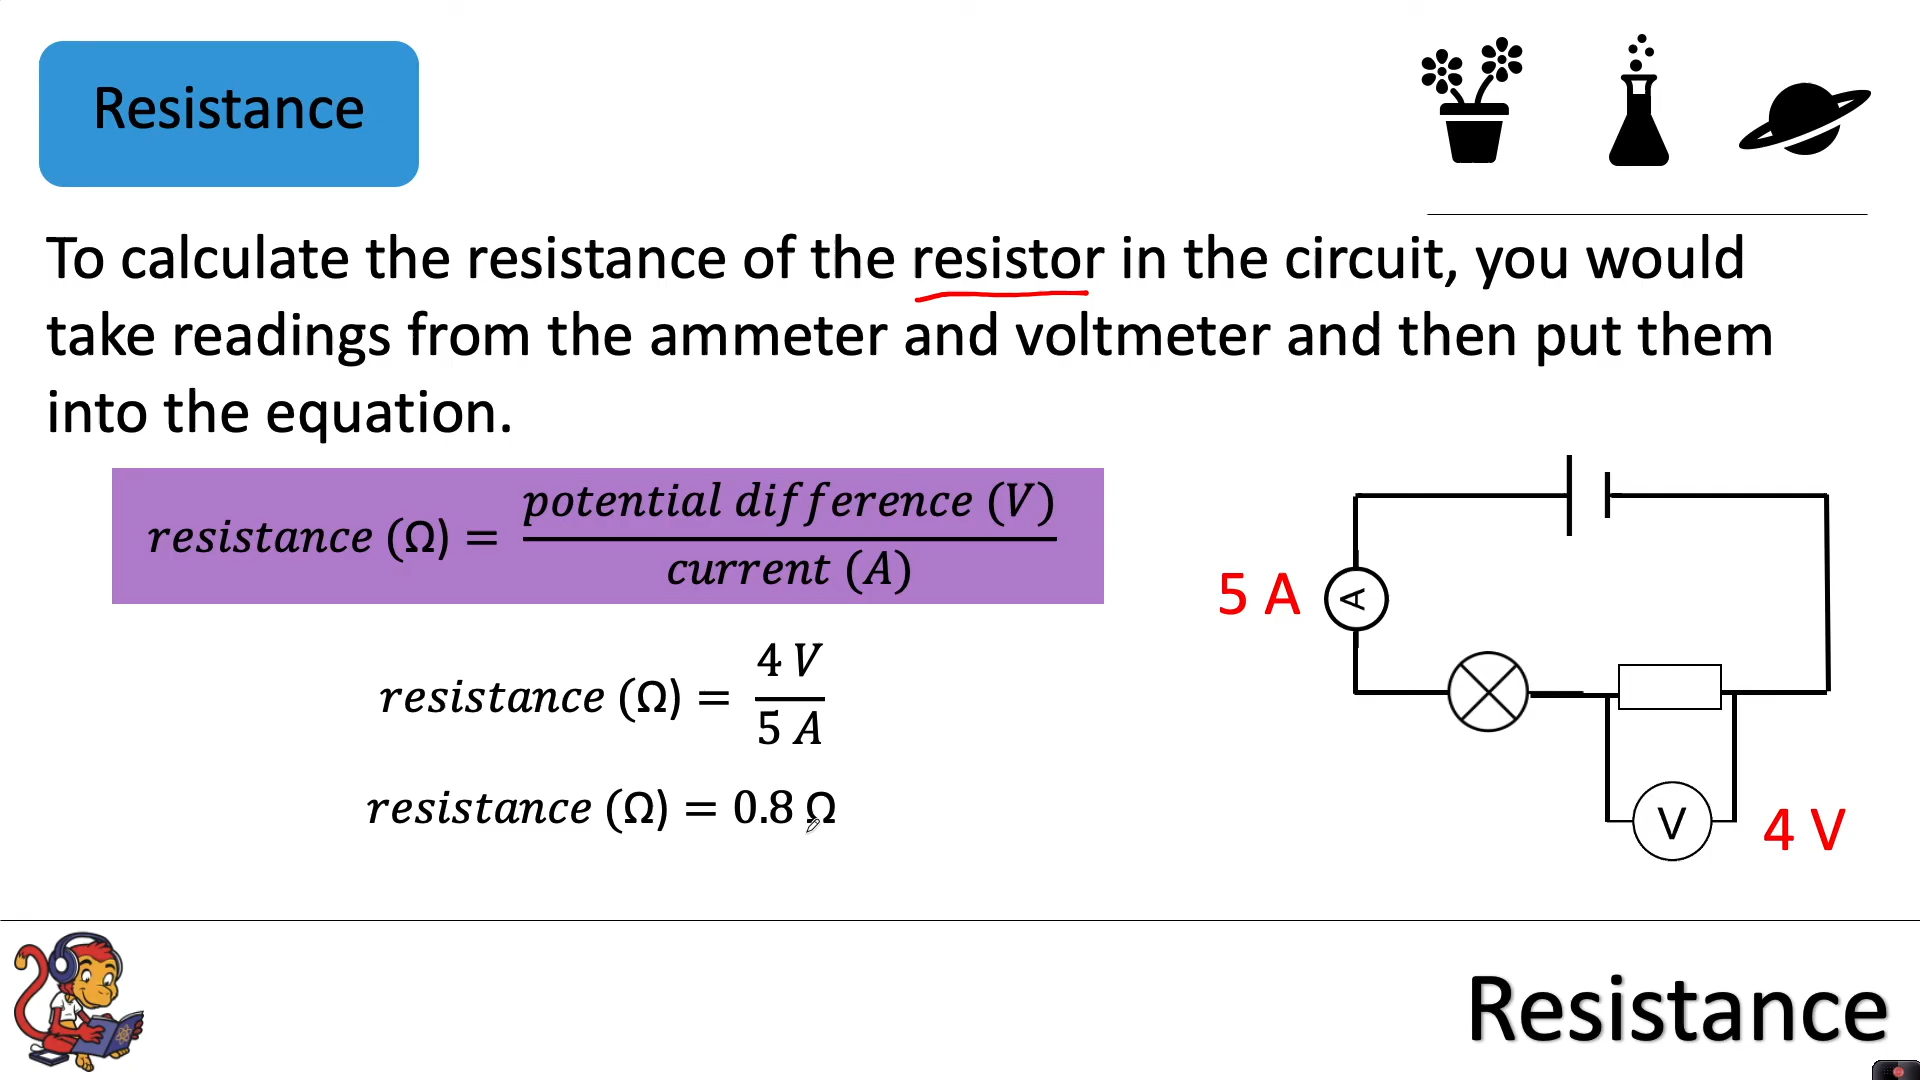 Resistance
To calculate the resistance of the resistor in the circuit, you would
take readings from the ammeter and voltmeter and then put them
into the equation.
resistance (Ω) = potential difference (V) / current (A)
5 A
A
resistance (Ω) = 4 V / 5 A
resistance (Ω) = 0.8 Ω
V
4 V
Resistance